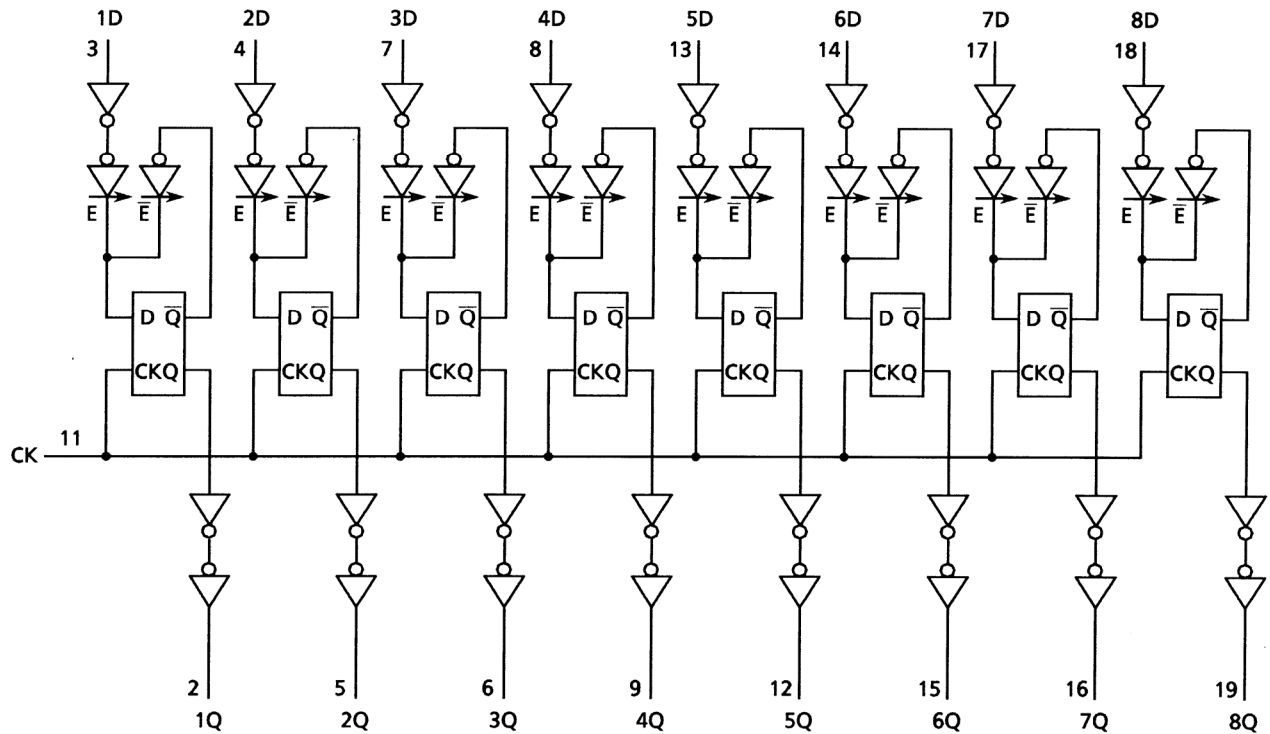 1D 2D 3D 4D 5D 6D 7D 8D
3 4 7 8 13 14 17 18
E E̅ E E̅ E E̅ E E̅ E E̅ E E̅ E E̅ E E̅
D Q̅ D Q̅ D Q̅ D Q̅ D Q̅ D Q̅ D Q̅ D Q̅
CKQ CKQ CKQ CKQ CKQ CKQ CKQ CKQ
CK 11
2 5 6 9 12 15 16 19
1Q 2Q 3Q 4Q 5Q 6Q 7Q 8Q